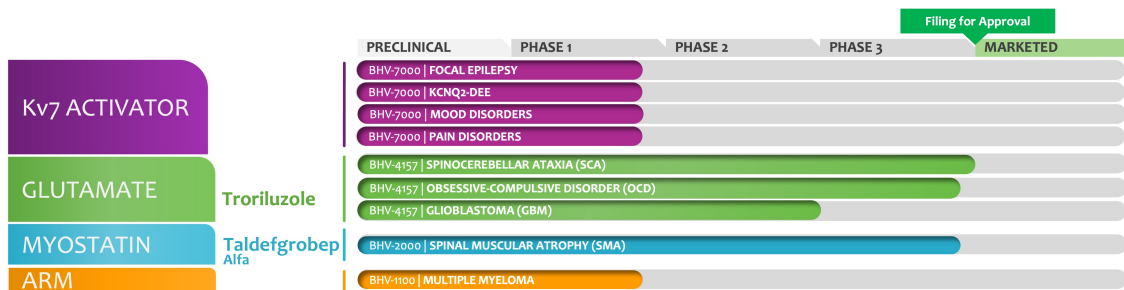 Filing for Approval
PRECLINICAL PHASE 1 PHASE 2 PHASE 3 MARKETED
Kv7 ACTIVATOR
BHV-7000 | FOCAL EPILEPSY
BHV-7000 | KCNQ2-DEE
BHV-7000 | MOOD DISORDERS
BHV-7000 | PAIN DISORDERS
GLUTAMATE
Troriluzole
BHV-4157 | SPINOCEREBELLAR ATAXIA (SCA)
BHV-4157 | OBSESSIVE-COMPULSIVE DISORDER (OCD)
BHV-4157 | GLIOBLASTOMA (GBM)
MYOSTATIN
Taldefgrobep
Alfa
BHV-2000 | SPINAL MUSCULAR ATROPHY (SMA)
ARM
BHV-1100 | MULTIPLE MYELOMA